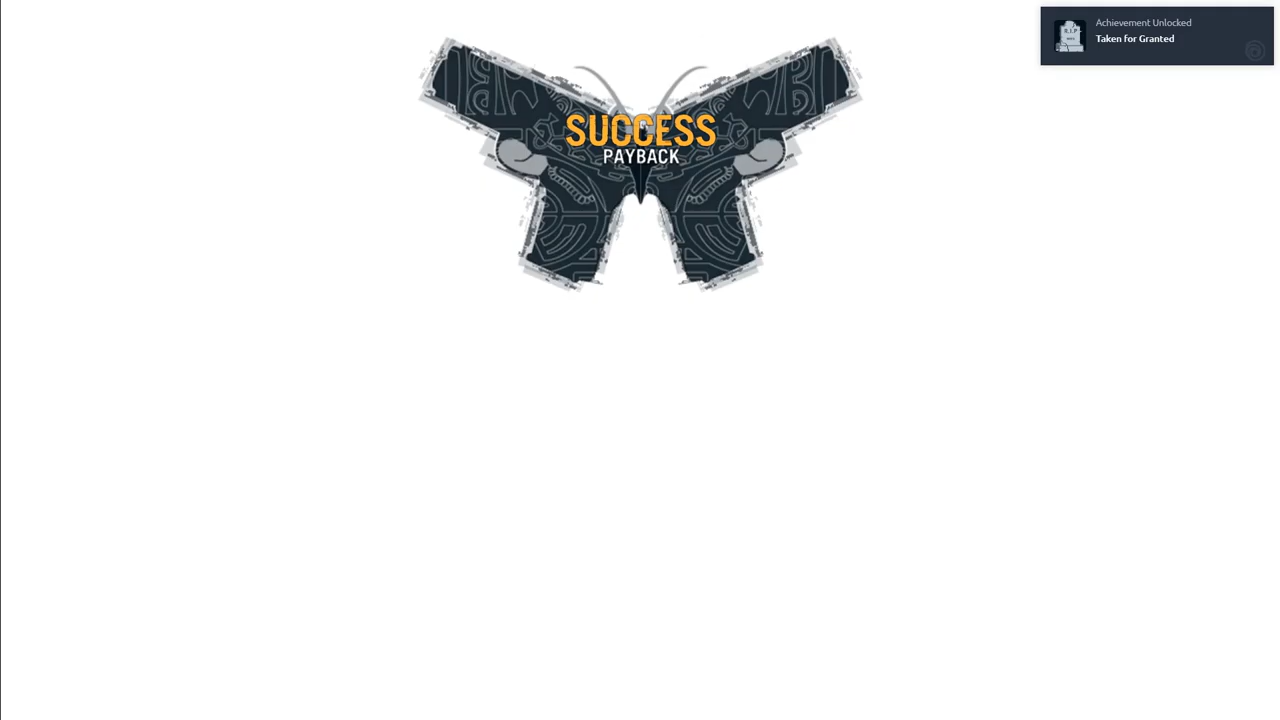 Achievement Unlocked
Taken for Granted
R.I.P
SUCCESS
PAYBACK